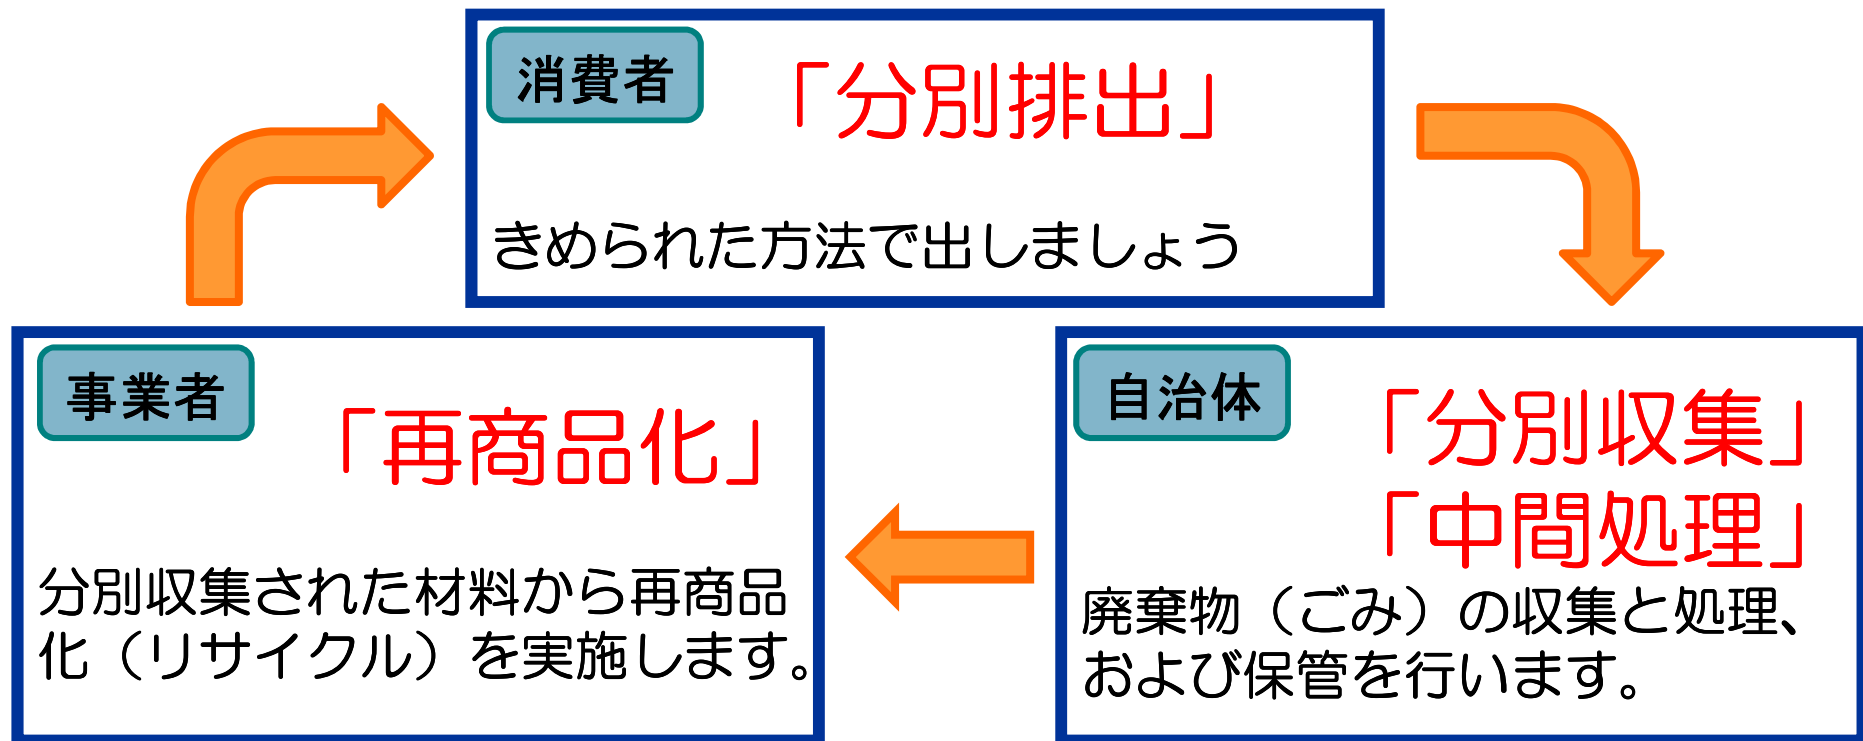 消費者
「分別排出」
きめられた方法で出しましょう
事業者
「再商品化」
分別収集された材料から再商品
化（リサイクル）を実施します。
自治体
「分別収集」
「中間処理」
廃棄物（ごみ）の収集と処理、
および保管を行います。